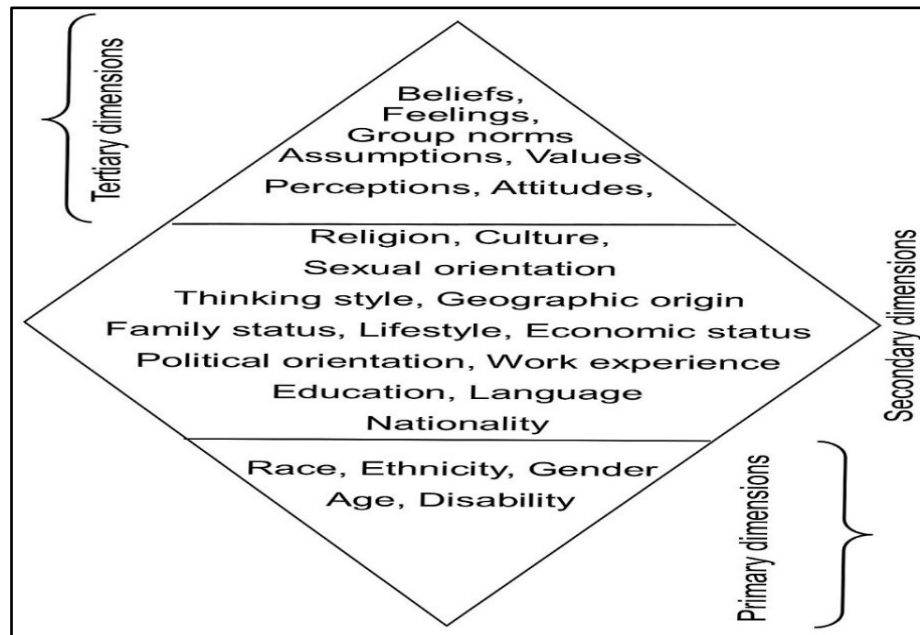 Tertiary dimensions
Beliefs,
Feelings,
Group norms
Assumptions, Values
Perceptions, Attitudes,
Religion, Culture,
Sexual orientation
Thinking style, Geographic origin
Family status, Lifestyle, Economic status
Political orientation, Work experience
Education, Language
Nationality
Secondary dimensions
Race, Ethnicity, Gender
Age, Disability
Primary dimensions